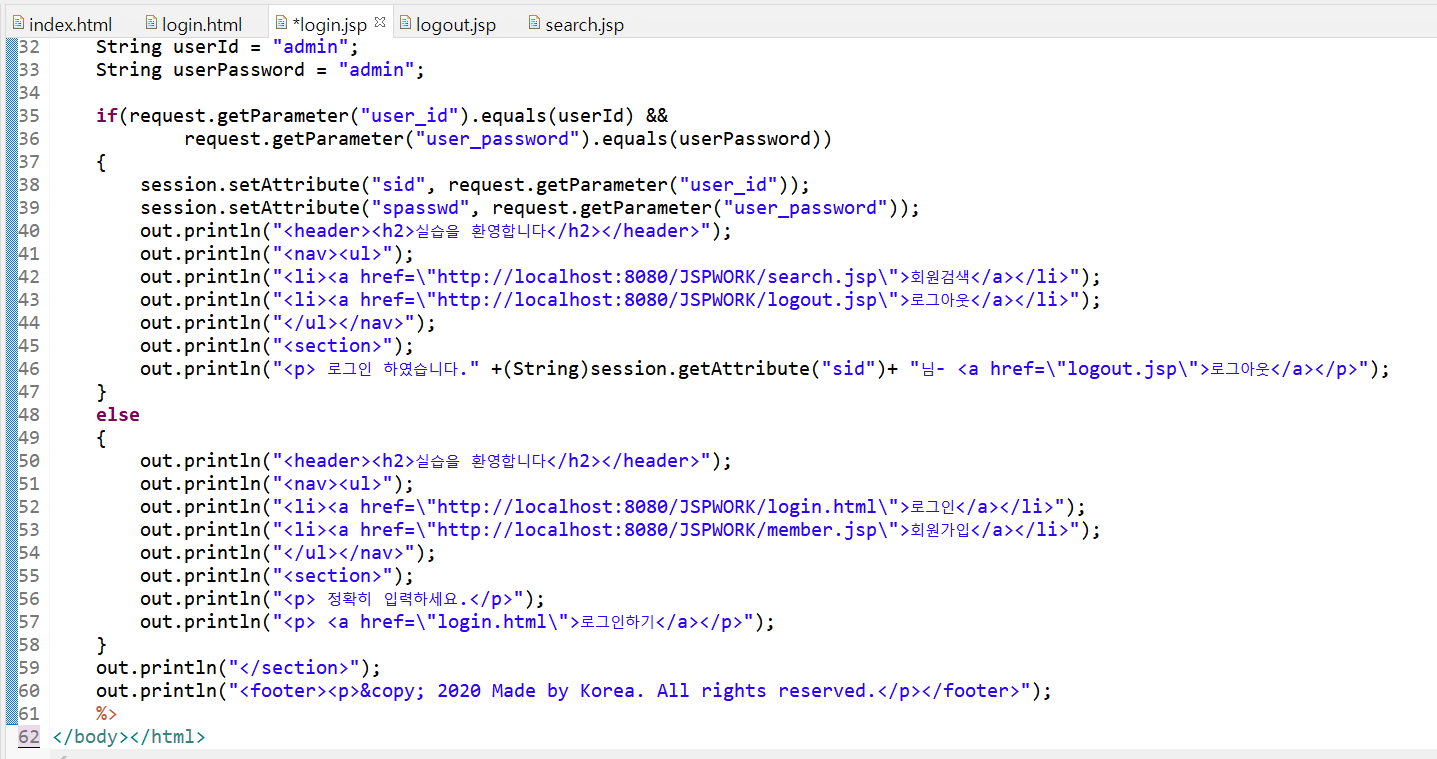 index.html login.html *login.jsp logout.jsp search.jsp
32 String userId = "admin";
33 String userPassword = "admin";
34
35 if(request.getParameter("user_id").equals(userId) &&
36 request.getParameter("user_password").equals(userPassword))
37 {
38 session.setAttribute("sid", request.getParameter("user_id"));
39 session.setAttribute("spasswd", request.getParameter("user_password"));
40 out.println("<header><h2>실습을 환영합니다</h2></header>");
41 out.println("<nav><ul>");
42 out.println("<li><a href=\"http://localhost:8080/JSPWORK/search.jsp\">회원검색</a></li>");
43 out.println("<li><a href=\"http://localhost:8080/JSPWORK/logout.jsp\">로그아웃</a></li>");
44 out.println("</ul></nav>");
45 out.println("<section>");
46 out.println("<p> 로그인 하였습니다." +(String)session.getAttribute("sid")+ "님- <a href=\"logout.jsp\">로그아웃</a></p>");
47 }
48 else
49 {
50 out.println("<header><h2>실습을 환영합니다</h2></header>");
51 out.println("<nav><ul>");
52 out.println("<li><a href=\"http://localhost:8080/JSPWORK/login.html\">로그인</a></li>");
53 out.println("<li><a href=\"http://localhost:8080/JSPWORK/member.jsp\">회원가입</a></li>");
54 out.println("</ul></nav>");
55 out.println("<section>");
56 out.println("<p> 정확히 입력하세요.</p>");
57 out.println("<p> <a href=\"login.html\">로그인하기</a></p>");
58 }
59 out.println("</section>");
60 out.println("<footer><p>&copy; 2020 Made by Korea. All rights reserved.</p></footer>");
61 %>
62 </body></html>